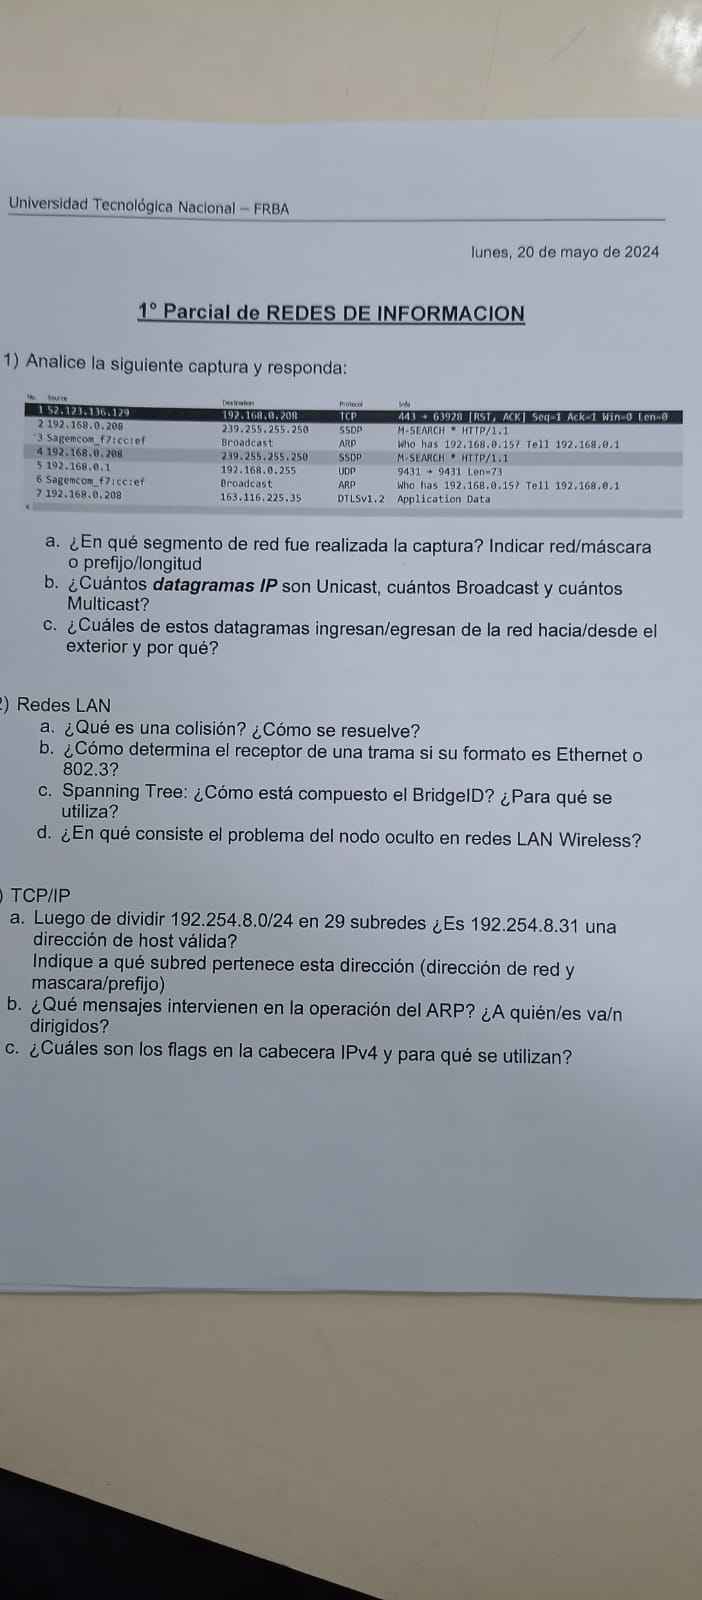 Universidad Tecnológica Nacional – FRBA
lunes, 20 de mayo de 2024
1° Parcial de REDES DE INFORMACION
1) Analice la siguiente captura y responda:
No. Source Destination Protocol Info
1 52.123.136.129 192.168.0.208 TCP 443 → 63928 [RST, ACK] Seq=1 Ack=1 Win=0 Len=0
2 192.168.0.208 239.255.255.250 SSDP M-SEARCH * HTTP/1.1
3 Sagemcom_f7:cc:ef Broadcast ARP Who has 192.168.0.15? Tell 192.168.0.1
4 192.168.0.208 239.255.255.250 SSDP M-SEARCH * HTTP/1.1
5 192.168.0.1 192.168.0.255 UDP 9431 → 9431 Len=73
6 Sagemcom_f7:cc:ef Broadcast ARP Who has 192.168.0.15? Tell 192.168.0.1
7 192.168.0.208 163.116.225.35 DTLSv1.2 Application Data
a. ¿En qué segmento de red fue realizada la captura? Indicar red/máscara
o prefijo/longitud
b. ¿Cuántos datagramas IP son Unicast, cuántos Broadcast y cuántos
Multicast?
c. ¿Cuáles de estos datagramas ingresan/egresan de la red hacia/desde el
exterior y por qué?
2) Redes LAN
a. ¿Qué es una colisión? ¿Cómo se resuelve?
b. ¿Cómo determina el receptor de una trama si su formato es Ethernet o
802.3?
c. Spanning Tree: ¿Cómo está compuesto el BridgeID? ¿Para qué se
utiliza?
d. ¿En qué consiste el problema del nodo oculto en redes LAN Wireless?
) TCP/IP
a. Luego de dividir 192.254.8.0/24 en 29 subredes ¿Es 192.254.8.31 una
dirección de host válida?
Indique a qué subred pertenece esta dirección (dirección de red y
mascara/prefijo)
b. ¿Qué mensajes intervienen en la operación del ARP? ¿A quién/es va/n
dirigidos?
c. ¿Cuáles son los flags en la cabecera IPv4 y para qué se utilizan?